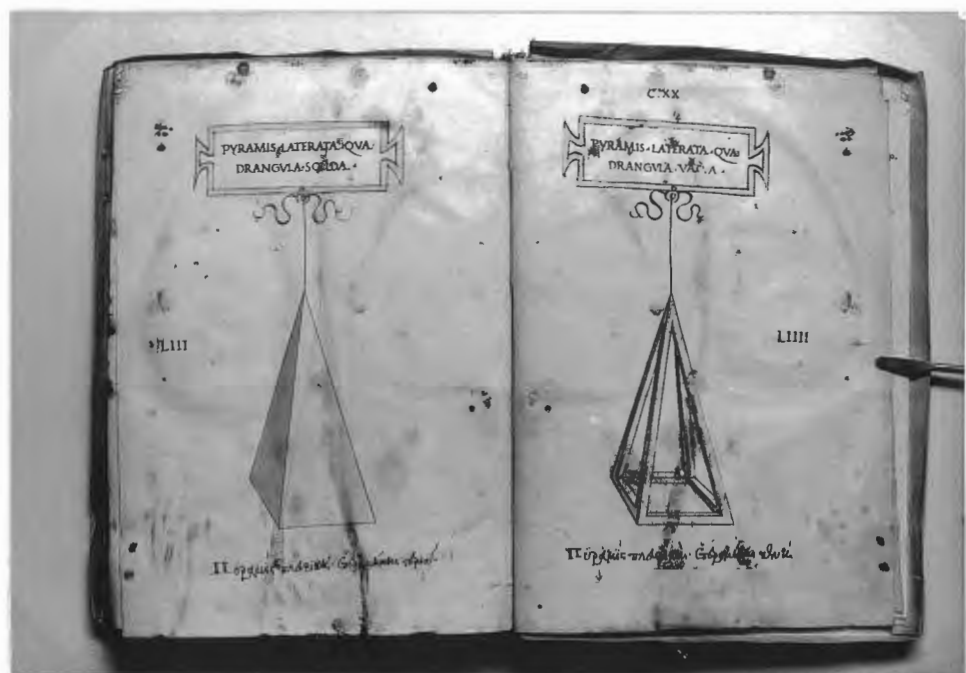 PYRAMIS·LATERATA·QVA
DRANGVLA·SOLIDA·
LIII
C·XX
PYRAMIS·LATERATA·QVA
DRANGVLA·VACVA·
LIIII